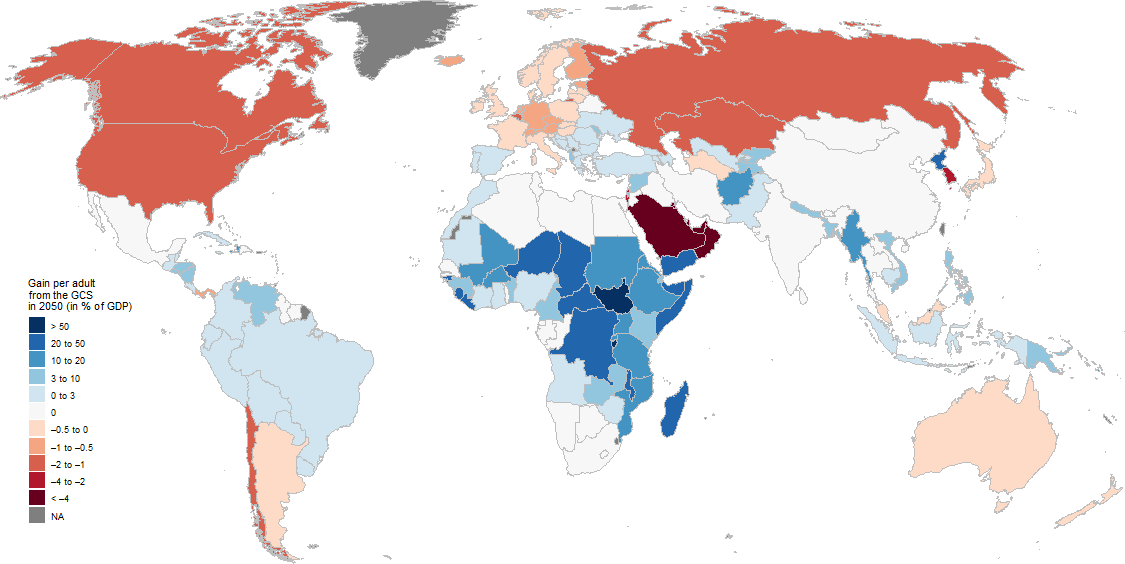 Gain per adult
from the GCS
in 2050 (in % of GDP)
> 50
20 to 50
10 to 20
3 to 10
0 to 3
0
–0.5 to 0
–1 to –0.5
–2 to –1
–4 to –2
< –4
NA